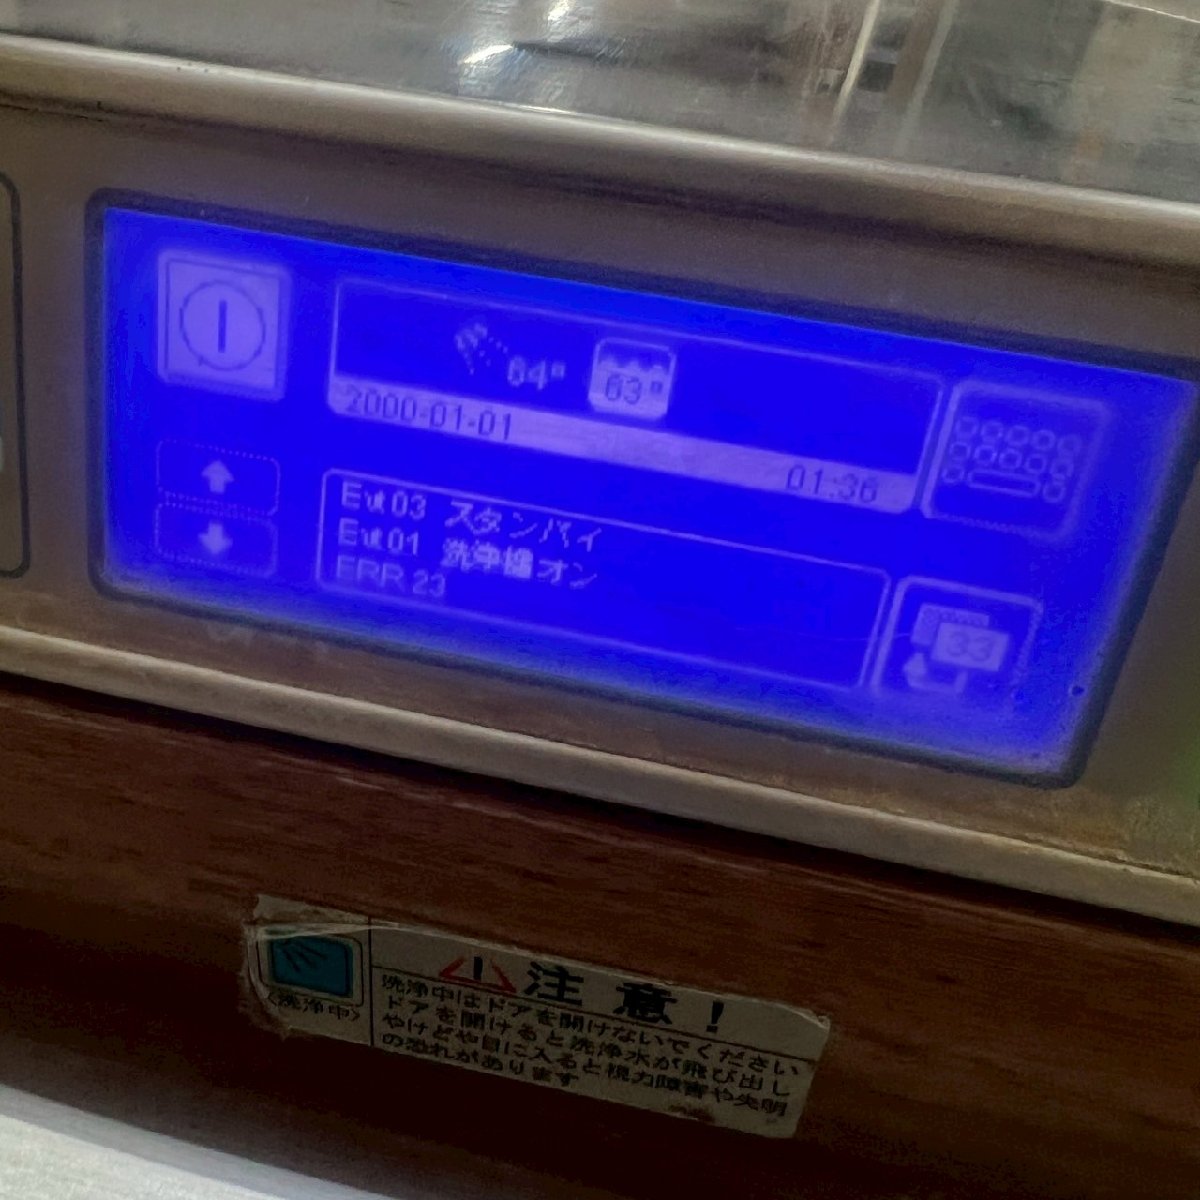 04°
63°
2000-01-01
01:36
Evt 03 スタンバイ
Evt 01 洗浄機オン
ERR 23
33
注意！
<洗浄中>
洗浄中はドアを開けないでください
ドアを開けると洗浄水が飛び出し
やけどや目に入ると視力障害や失明
の恐れがあります